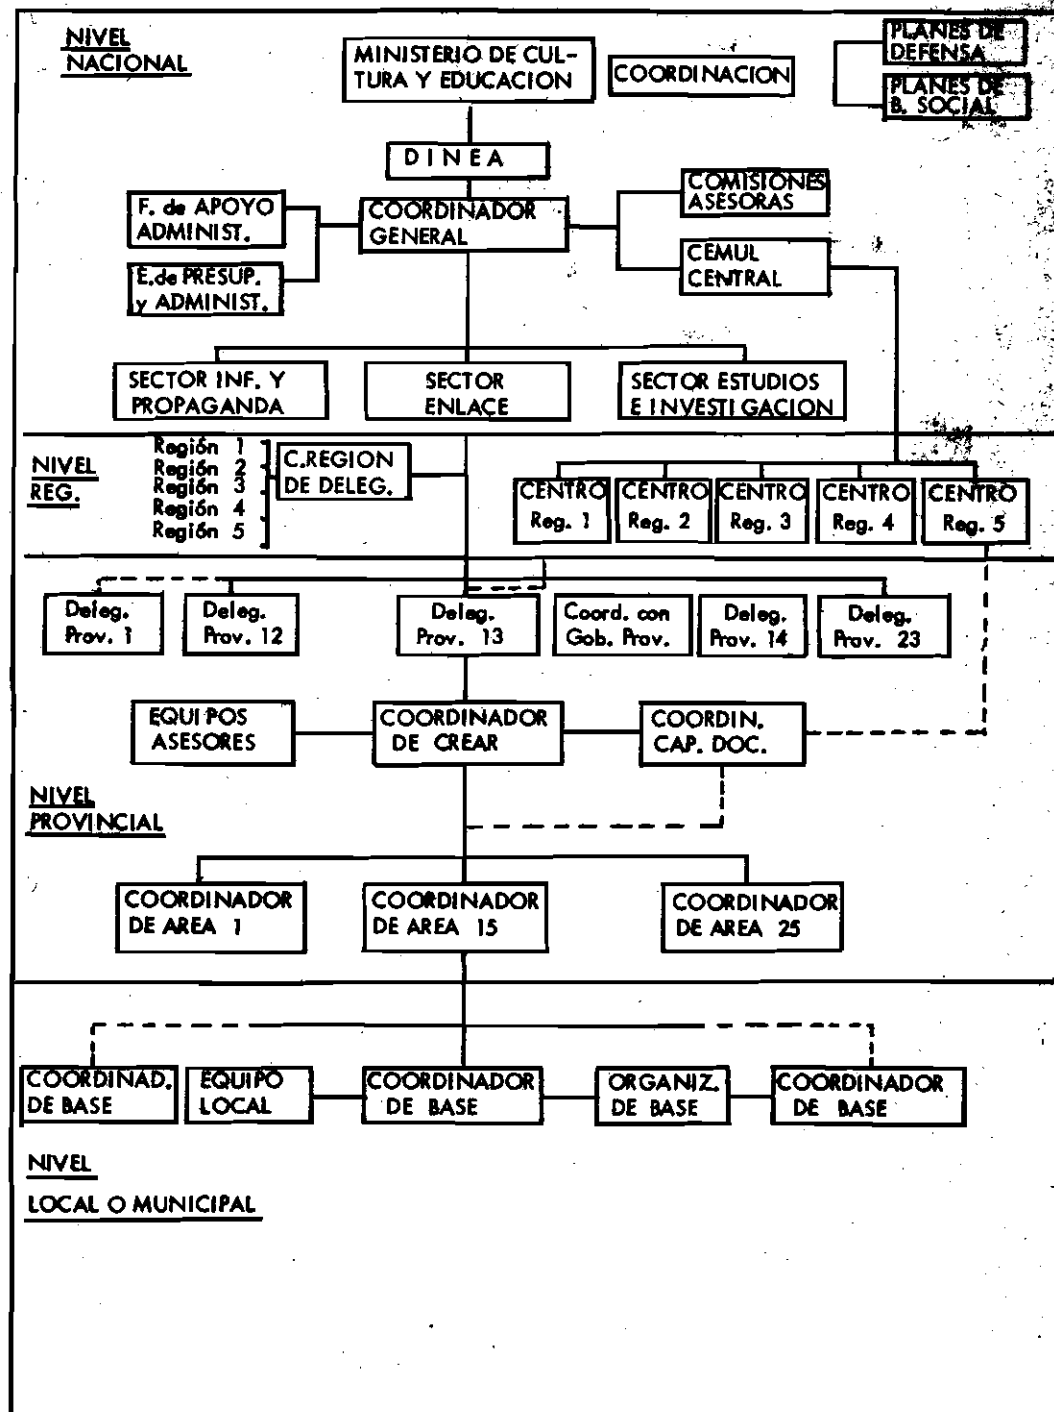 NIVEL
NACIONAL
MINISTERIO DE CUL-
TURA Y EDUCACION
COORDINACION
PLANES DE
DEFENSA
PLANES DE
B. SOCIAL
D I N E A
F. de APOYO
ADMINIST.
COORDINADOR
GENERAL
COMISIONES
ASESORAS
E. de PRESUP.
y ADMINIST.
CEMUL
CENTRAL
SECTOR INF. Y
PROPAGANDA
SECTOR
ENLACE
SECTOR ESTUDIOS
E INVESTIGACION
NIVEL
REG.
Región 1
Región 2
Región 3
Región 4
Región 5
C.REGION
DE DELEG.
CENTRO
Reg. 1
CENTRO
Reg. 2
CENTRO
Reg. 3
CENTRO
Reg. 4
CENTRO
Reg. 5
Deleg.
Prov. 1
Deleg.
Prov. 12
Deleg.
Prov. 13
Coord. con
Gob. Prov.
Deleg.
Prov. 14
Deleg.
Prov. 23
EQUIPOS
ASESORES
COORDINADOR
DE CREAR
COORDIN.
CAP. DOC.
NIVEL
PROVINCIAL
COORDINADOR
DE AREA 1
COORDINADOR
DE AREA 15
COORDINADOR
DE AREA 25
COORDINAD.
DE BASE
EQUIPO
LOCAL
COORDINADOR
DE BASE
ORGANIZ.
DE BASE
COORDINADOR
DE BASE
NIVEL
LOCAL O MUNICIPAL